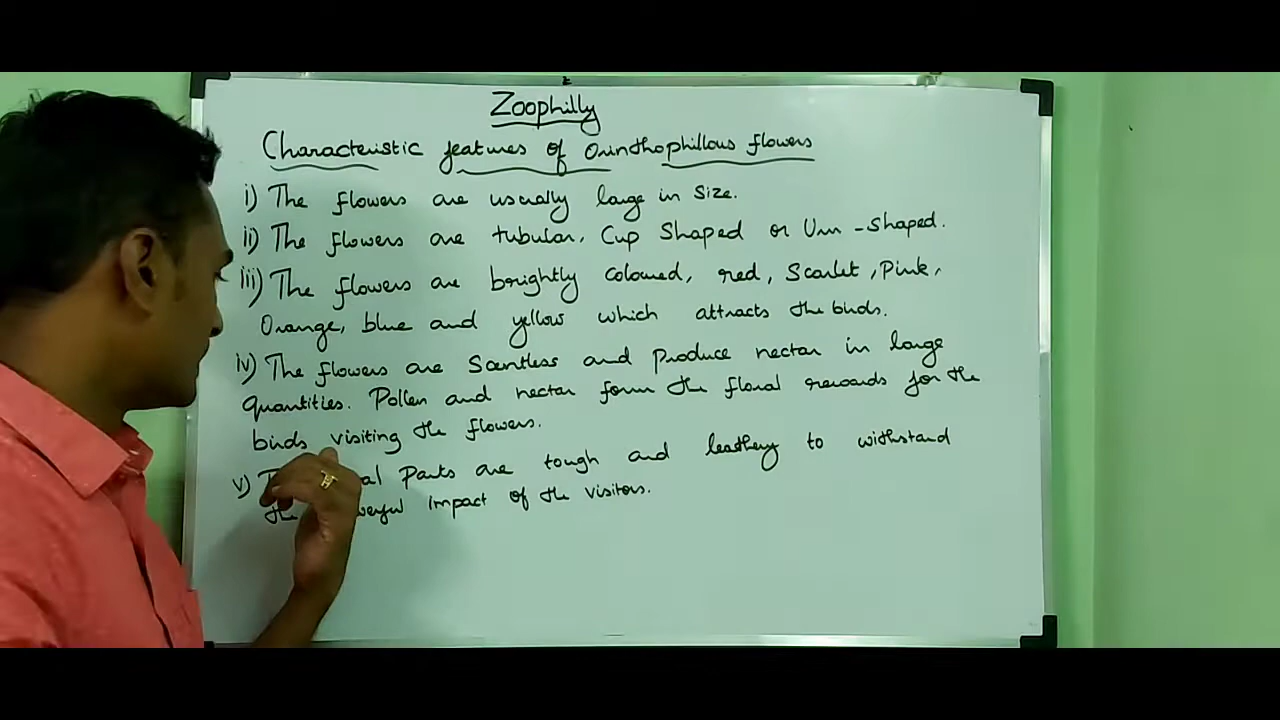 Zoophilly
Characteristic features of Orinthophillous flowers
i) The flowers are usually large in Size.
ii) The flowers are tubular, Cup Shaped or Urn - Shaped.
iii) The flowers are brightly coloured, red, Scarlet, Pink,
Orange, blue and yellow which attracts the birds.
iv) The flowers are Scentless and Produce nectar in large
quantities. Pollen and nectar form the floral rewards for the
birds visiting the flowers.
v) Parts are tough and leathery to withstand
the impact of the visitors.